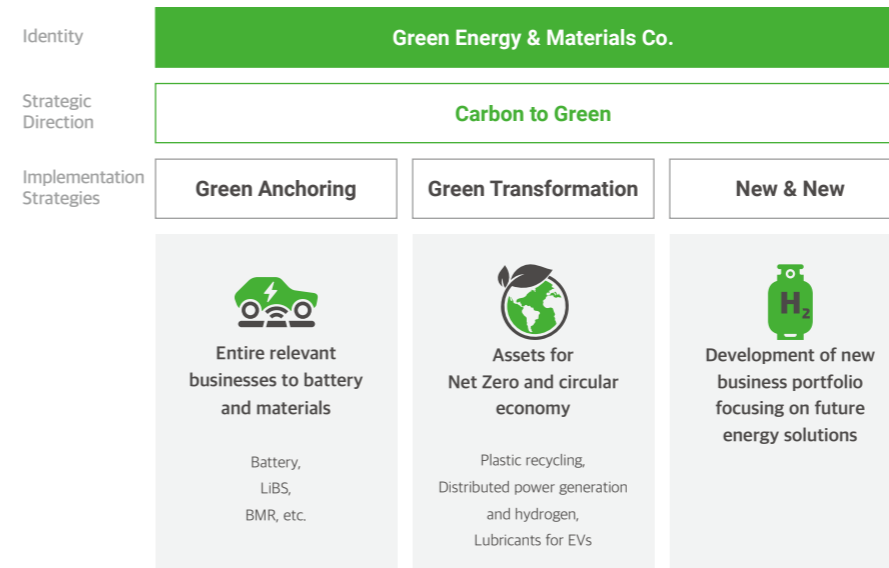 Identity
Green Energy & Materials Co.
Strategic
Direction
Carbon to Green
Implementation
Strategies
Green Anchoring
Green Transformation
New & New
Entire relevant
businesses to battery
and materials
Battery,
LiBS,
BMR, etc.
Assets for
Net Zero and circular
economy
Plastic recycling,
Distributed power generation
and hydrogen,
Lubricants for EVs
H₂
Development of new
business portfolio
focusing on future
energy solutions